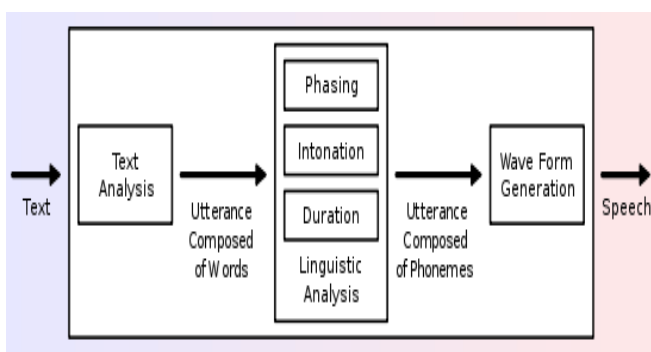 Text
Text
Analysis
Utterance
Composed
of Words
Phasing
Intonation
Duration
Linguistic
Analysis
Utterance
Composed
of Phonemes
Wave Form
Generation
Speech